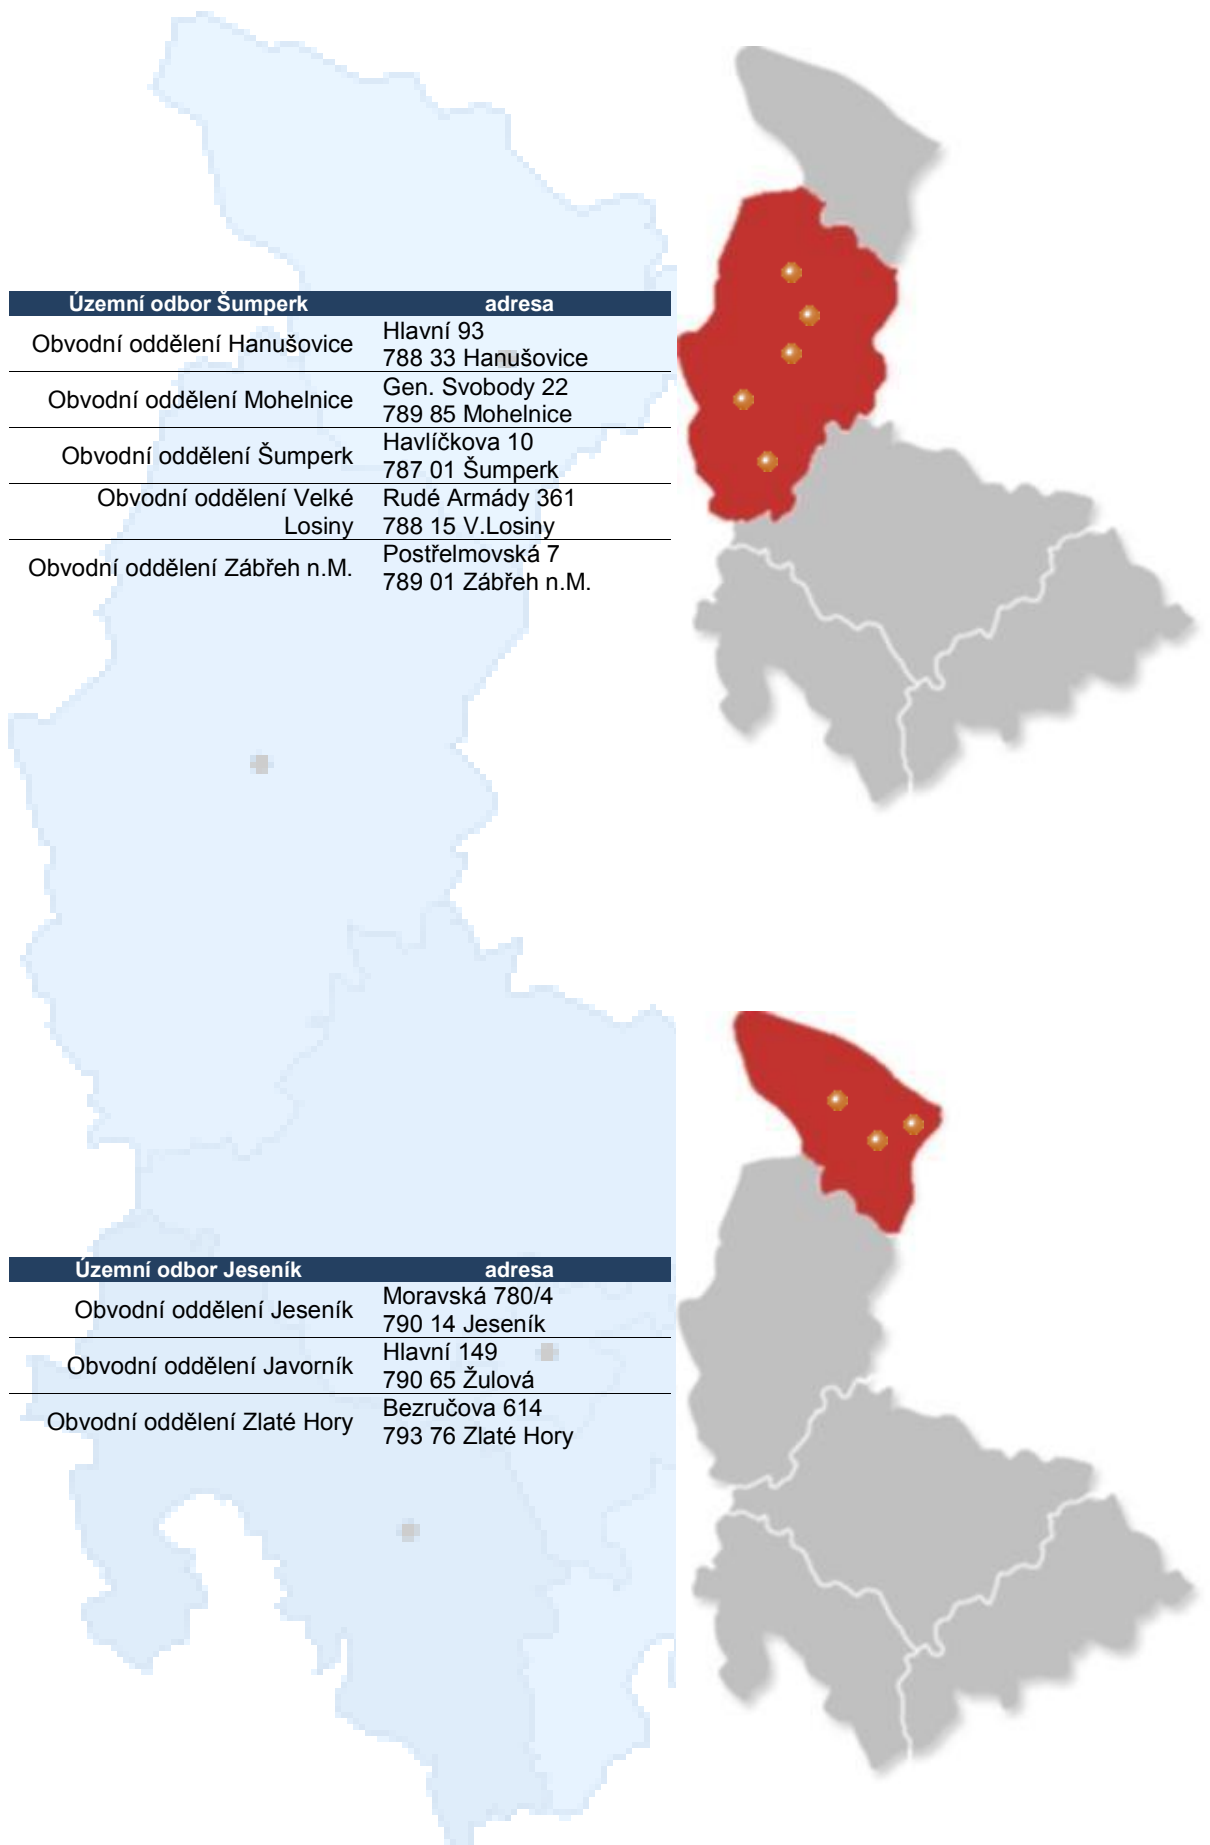 Územní odbor Šumperk adresa
Obvodní oddělení Hanušovice Hlavní 93
788 33 Hanušovice
Obvodní oddělení Mohelnice Gen. Svobody 22
789 85 Mohelnice
Obvodní oddělení Šumperk Havlíčkova 10
787 01 Šumperk
Obvodní oddělení Velké Rudé Armády 361
Losiny 788 15 V.Losiny
Obvodní oddělení Zábřeh n.M. Postřelmovská 7
789 01 Zábřeh n.M.
Územní odbor Jeseník adresa
Obvodní oddělení Jeseník Moravská 780/4
790 14 Jeseník
Obvodní oddělení Javorník Hlavní 149
790 65 Žulová
Obvodní oddělení Zlaté Hory Bezručova 614
793 76 Zlaté Hory